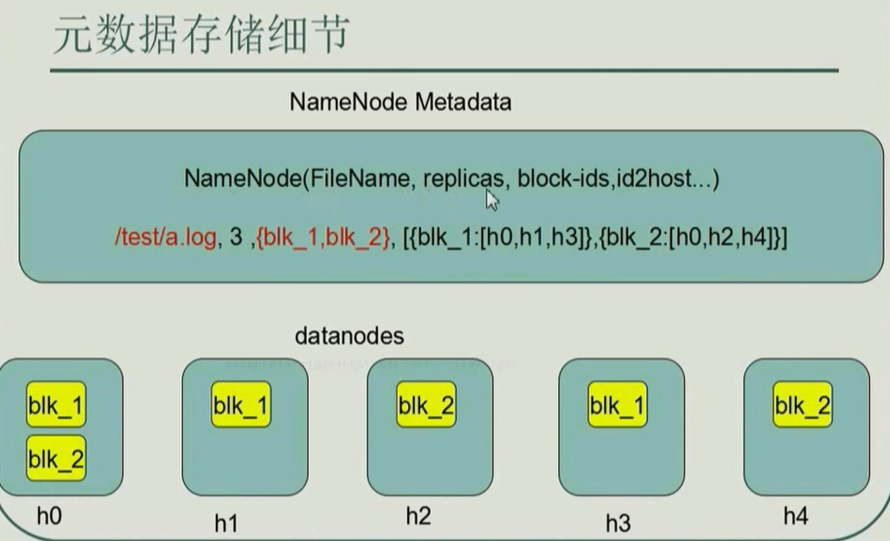 元数据存储细节
NameNode Metadata
NameNode(FileName, replicas, block-ids,id2host...)
/test/a.log, 3 ,{blk_1,blk_2}, [{blk_1:[h0,h1,h3]},{blk_2:[h0,h2,h4]}]
datanodes
blk_1
blk_2
h0
blk_1
h1
blk_2
h2
blk_1
h3
blk_2
h4